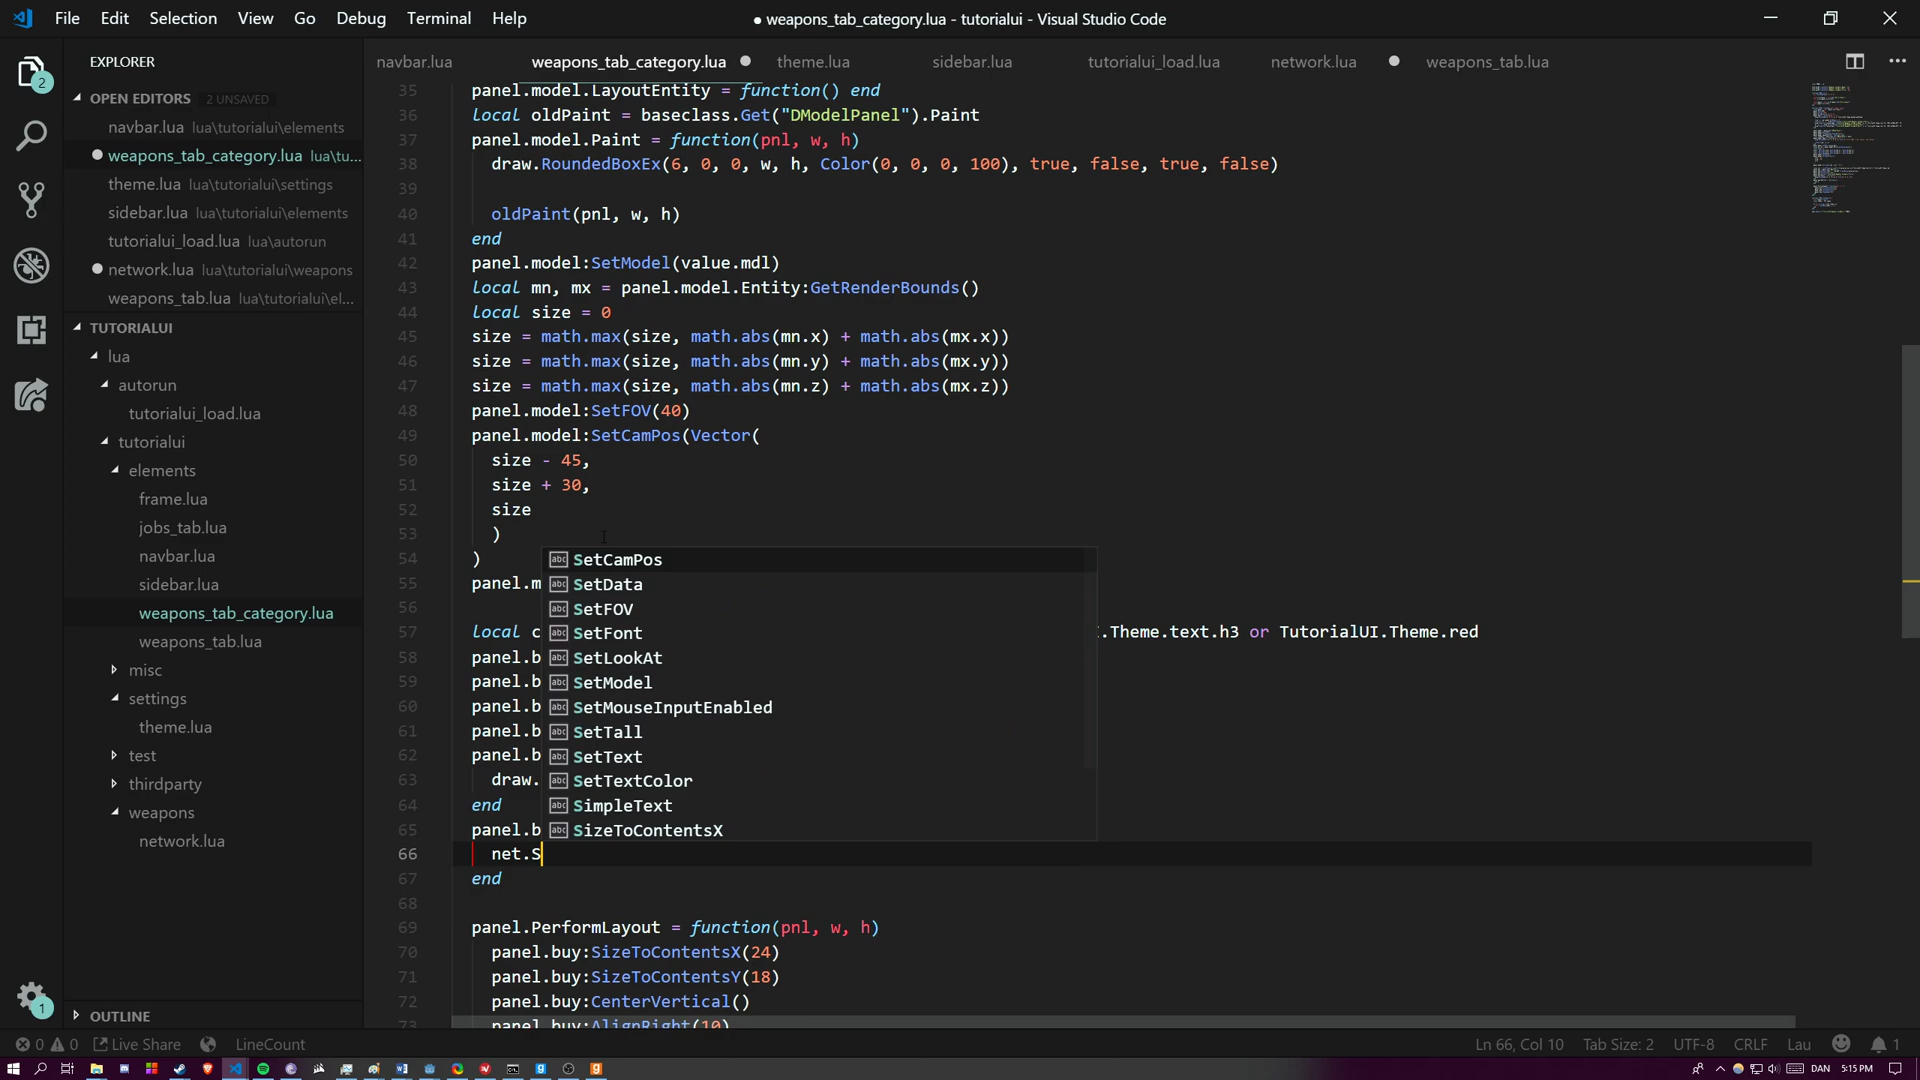 File Edit Selection View Go Debug Terminal Help
● weapons_tab_category.lua - tutorialui - Visual Studio Code
EXPLORER
OPEN EDITORS 2 UNSAVED
navbar.lua lua\tutorialui\elements
weapons_tab_category.lua lua\tu...
theme.lua lua\tutorialui\settings
sidebar.lua lua\tutorialui\elements
tutorialui_load.lua lua\autorun
network.lua lua\tutorialui\weapons
weapons_tab.lua lua\tutorialui\el...
TUTORIALUI
lua
autorun
tutorialui_load.lua
tutorialui
elements
frame.lua
jobs_tab.lua
navbar.lua
sidebar.lua
weapons_tab_category.lua
weapons_tab.lua
misc
settings
theme.lua
test
thirdparty
weapons
network.lua
OUTLINE
2
1
navbar.lua weapons_tab_category.lua theme.lua sidebar.lua tutorialui_load.lua network.lua weapons_tab.lua
35 panel.model.LayoutEntity = function() end
36 local oldPaint = baseclass.Get("DModelPanel").Paint
37 panel.model.Paint = function(pnl, w, h)
38 draw.RoundedBoxEx(6, 0, 0, w, h, Color(0, 0, 0, 100), true, false, true, false)
39
40 oldPaint(pnl, w, h)
41 end
42 panel.model:SetModel(value.mdl)
43 local mn, mx = panel.model.Entity:GetRenderBounds()
44 local size = 0
45 size = math.max(size, math.abs(mn.x) + math.abs(mx.x))
46 size = math.max(size, math.abs(mn.y) + math.abs(mx.y))
47 size = math.max(size, math.abs(mn.z) + math.abs(mx.z))
48 panel.model:SetFOV(40)
49 panel.model:SetCamPos(Vector(
50 size - 45,
51 size + 30,
52 size
53 )
54 )
55 panel.m
56
57 local c .Theme.text.h3 or TutorialUI.Theme.red
58 panel.b
59 panel.b
60 panel.b
61 panel.b
62 panel.b
63 draw.
64 end
65 panel.b
66 net.S
67 end
68
69 panel.PerformLayout = function(pnl, w, h)
70 panel.buy:SizeToContentsX(24)
71 panel.buy:SizeToContentsY(18)
72 panel.buy:CenterVertical()
73 panel.buy:AlignRight(10)
SetCamPos
SetData
SetFOV
SetFont
SetLookAt
SetModel
SetMouseInputEnabled
SetTall
SetText
SetTextColor
SimpleText
SizeToContentsX
0 0 Live Share LineCount
Ln 66, Col 10 Tab Size: 2 UTF-8 CRLF Lau 1
DAN 5:15 PM